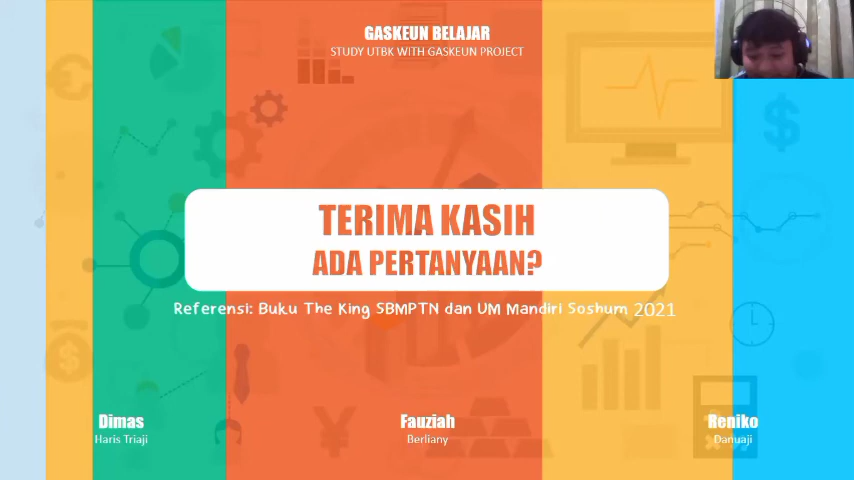 GASKEUN BELAJAR
STUDY UTBK WITH GASKEUN PROJECT
TERIMA KASIH
ADA PERTANYAAN?
Referensi: Buku The King SBMPTN dan UM Mandiri Soshum 2021
Dimas
Haris Triaji
Fauziah
Berliany
Reniko
Danuaji